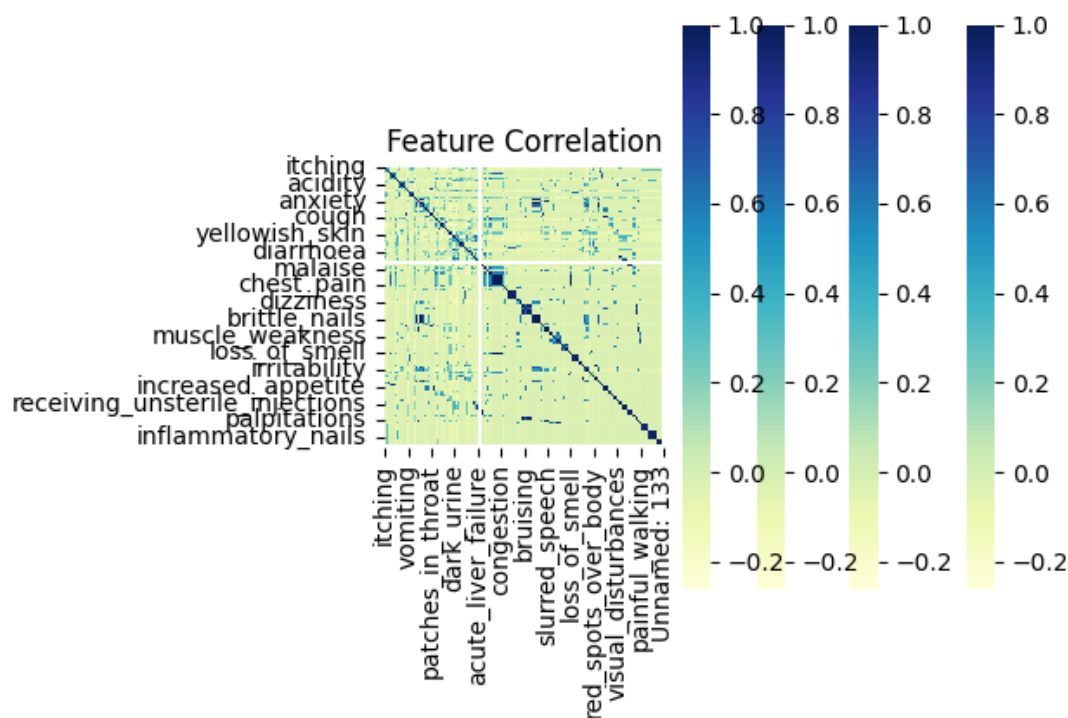 Feature Correlation
itching
acidity
anxiety
cough
yellowish_skin
diarrhoea
malaise
chest_pain
dizziness
brittle_nails
muscle_weakness
loss_of_smell
irritability
increased_appetite
receiving_unsterile_injections
palpitations
inflammatory_nails
itching
vomiting
patches_in_throat
dark_urine
acute_liver_failure
congestion
bruising
slurred_speech
loss_of_smell
red_spots_over_body
visual_disturbances
painful_walking
Unnamed: 133
1.0
0.8
0.6
0.4
0.2
0.0
−0.2
1.0
0.8
0.6
0.4
0.2
0.0
−0.2
1.0
0.8
0.6
0.4
0.2
0.0
−0.2
1.0
0.8
0.6
0.4
0.2
0.0
−0.2